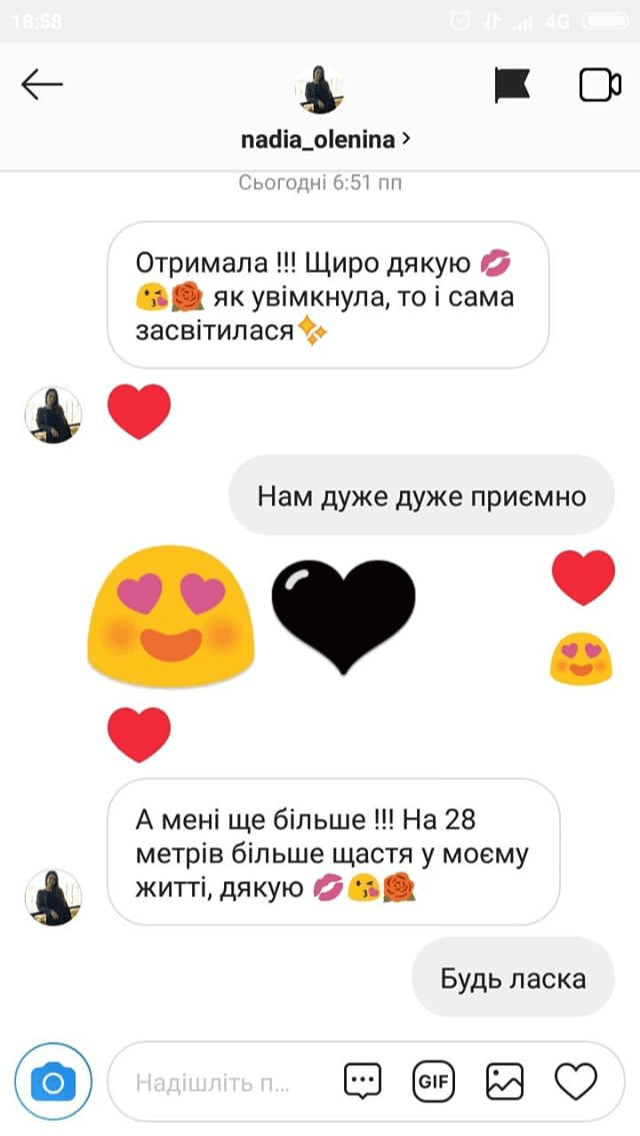 18:58
4G
nadia_olenina
Сьогодні 6:51 пп
Отримала !!! Щиро дякую 💋
😘🌹 як увімкнула, то і сама
засвітилася✨
Нам дуже дуже приємно
А мені ще більше !!! На 28
метрів більше щастя у моєму
житті, дякую 💋😘🌹
Будь ласка
Надішліть п...
GIF